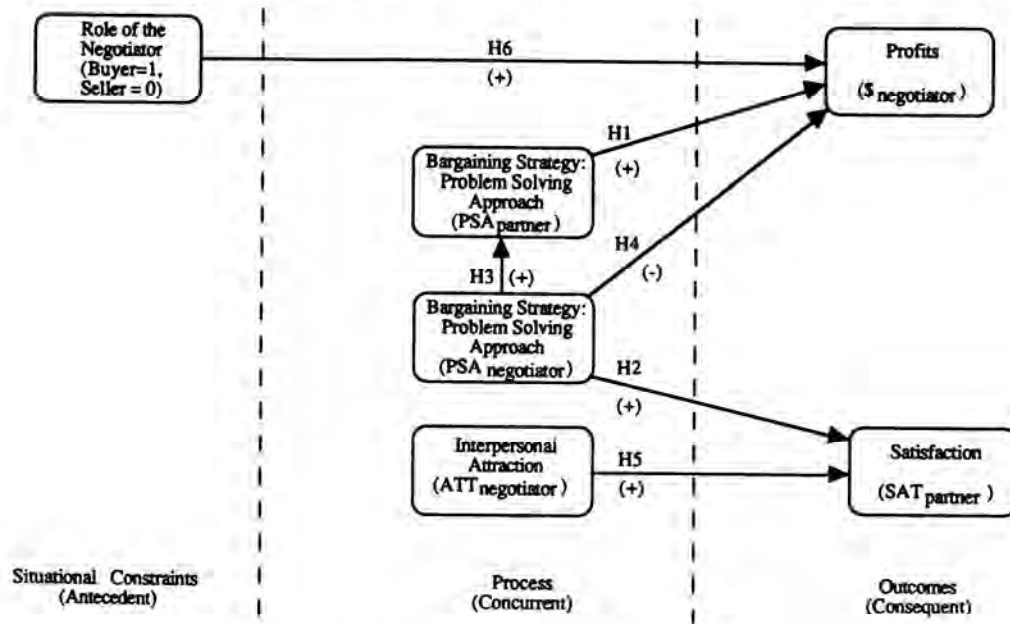 Role of the
Negotiator
(Buyer=1,
Seller = 0)
H6
(+)
Profits
($ negotiator )
H1
(+)
Bargaining Strategy:
Problem Solving
Approach
(PSA partner )
H3 (+)
H4
(-)
Bargaining Strategy:
Problem Solving
Approach
(PSA negotiator )
H2
(+)
Interpersonal
Attraction
(ATT negotiator )
H5
(+)
Satisfaction
(SAT partner )
Situational Constraints
(Antecedent)
Process
(Concurrent)
Outcomes
(Consequent)